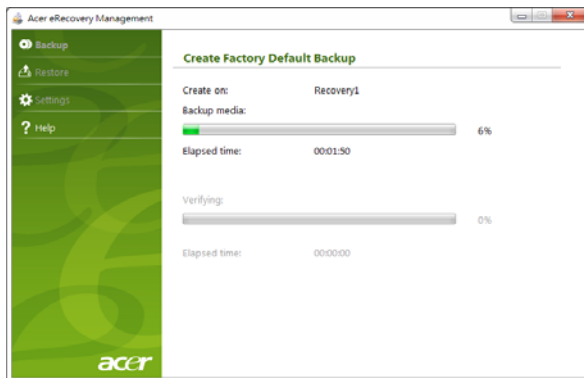 Acer eRecovery Management
Backup
Restore
Settings
? Help
Create Factory Default Backup
Create on: Recovery1
Backup media:
6%
Elapsed time: 00:01:50
Verifying:
0%
Elapsed time: 00:00:00
acer